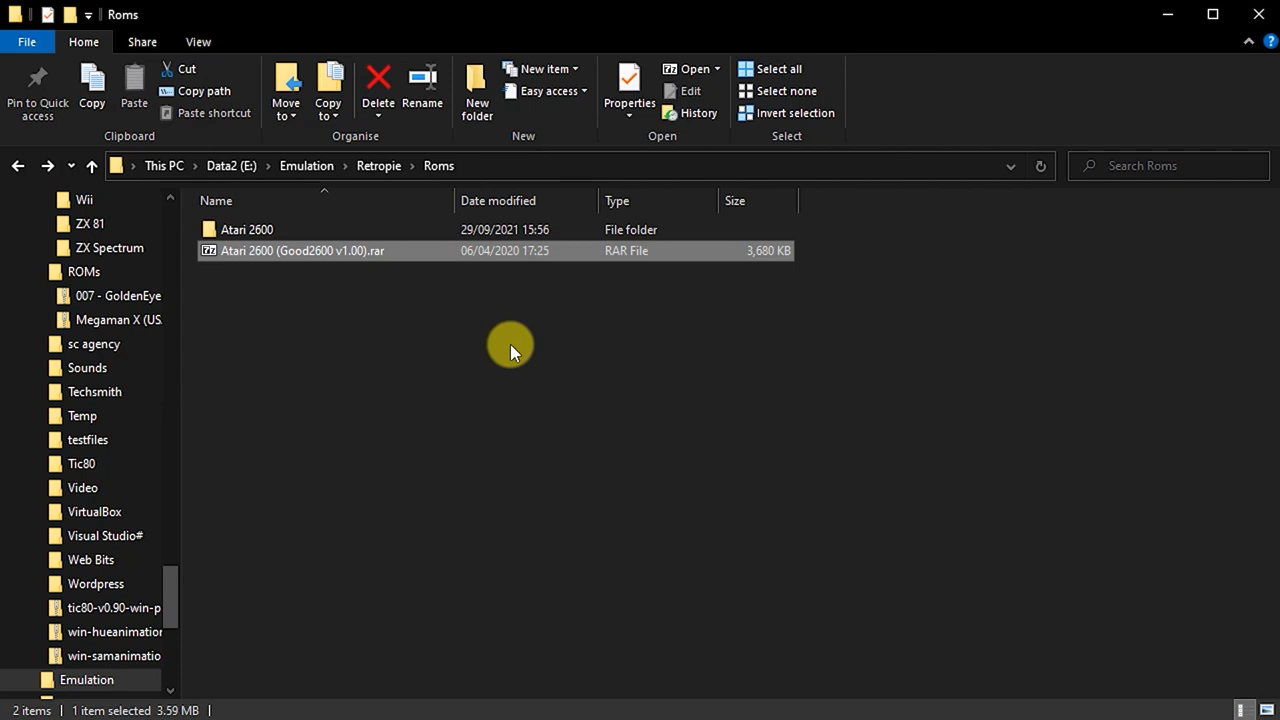 Roms
File Home Share View
Pin to Quick access
Copy
Paste
Cut
Copy path
Paste shortcut
Clipboard
Move to
Copy to
Delete
Rename
Organise
New folder
New item
Easy access
New
Properties
Open
Edit
History
Open
Select all
Select none
Invert selection
Select
This PC > Data2 (E:) > Emulation > Retropie > Roms
Search Roms
Wii
ZX 81
ZX Spectrum
ROMs
007 - GoldenEye
Megaman X (US.
sc agency
Sounds
Techsmith
Temp
testfiles
Tic80
Video
VirtualBox
Visual Studio#
Web Bits
Wordpress
tic80-v0.90-win-p
win-hueanimation
win-samanimatio
Emulation
Name Date modified Type Size
Atari 2600 29/09/2021 15:56 File folder
Atari 2600 (Good2600 v1.00).rar 06/04/2020 17:25 RAR File 3,680 KB
2 items 1 item selected 3.59 MB